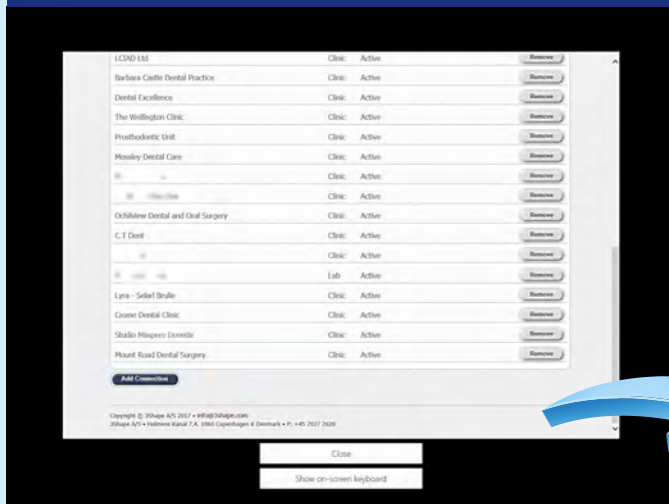 LCIAD Ltd Clinic Active Remove
Barbara Castle Dental Practice Clinic Active Remove
Dental Excellence Clinic Active Remove
The Wellington Clinic Clinic Active Remove
Prosthodontic Unit Clinic Active Remove
Mossley Dental Care Clinic Active Remove
Clinic Active Remove
Clinic Active Remove
Ochilview Dental and Oral Surgery Clinic Active Remove
C.T Dent Clinic Active Remove
Clinic Active Remove
Lab Active Remove
Lyra - Selarl Brulle Clinic Active Remove
Crome Dental Clinic Clinic Active Remove
Studio Maspero Clinic Active Remove
Mount Road Dental Surgery Clinic Active Remove
Add Connection
Copyright © 3Shape A/S 2017 • info@3shape.com
3Shape A/S • Holmens Kanal 7,4. 1060 Copenhagen K Denmark • P: +45 7027 2620
Close
Show on-screen keyboard